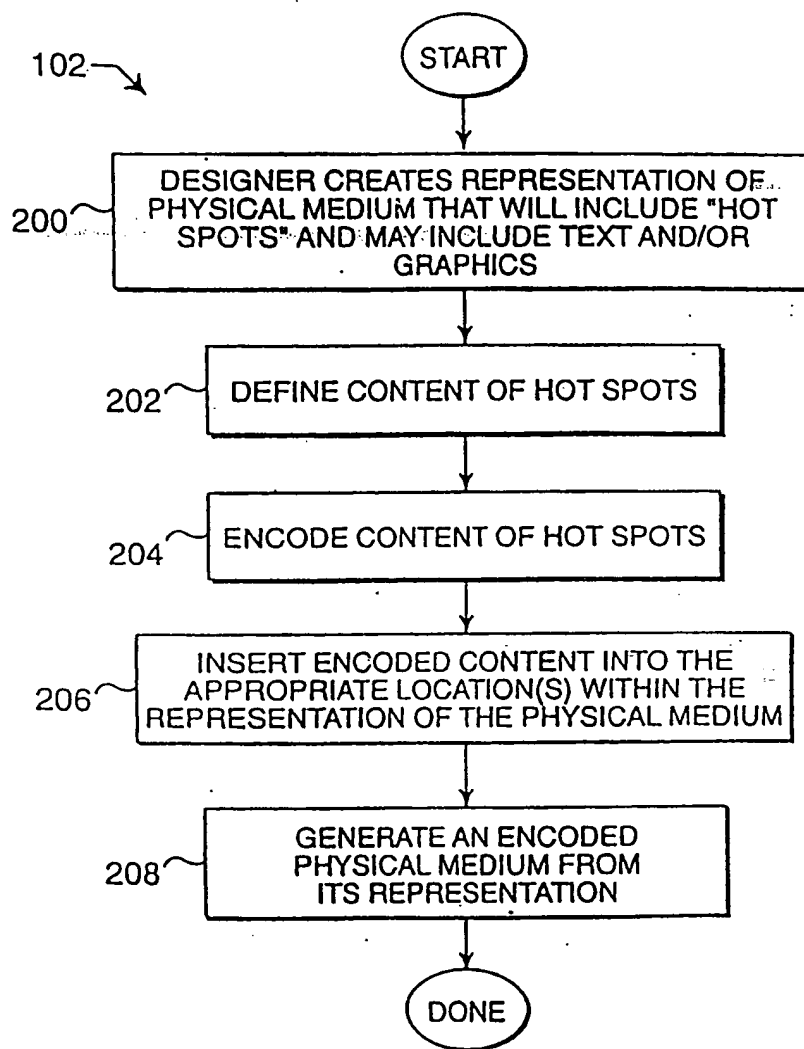 102
START
200
DESIGNER CREATES REPRESENTATION OF
PHYSICAL MEDIUM THAT WILL INCLUDE "HOT
SPOTS" AND MAY INCLUDE TEXT AND/OR
GRAPHICS
202
DEFINE CONTENT OF HOT SPOTS
204
ENCODE CONTENT OF HOT SPOTS
206
INSERT ENCODED CONTENT INTO THE
APPROPRIATE LOCATION(S) WITHIN THE
REPRESENTATION OF THE PHYSICAL MEDIUM
208
GENERATE AN ENCODED
PHYSICAL MEDIUM FROM
ITS REPRESENTATION
DONE